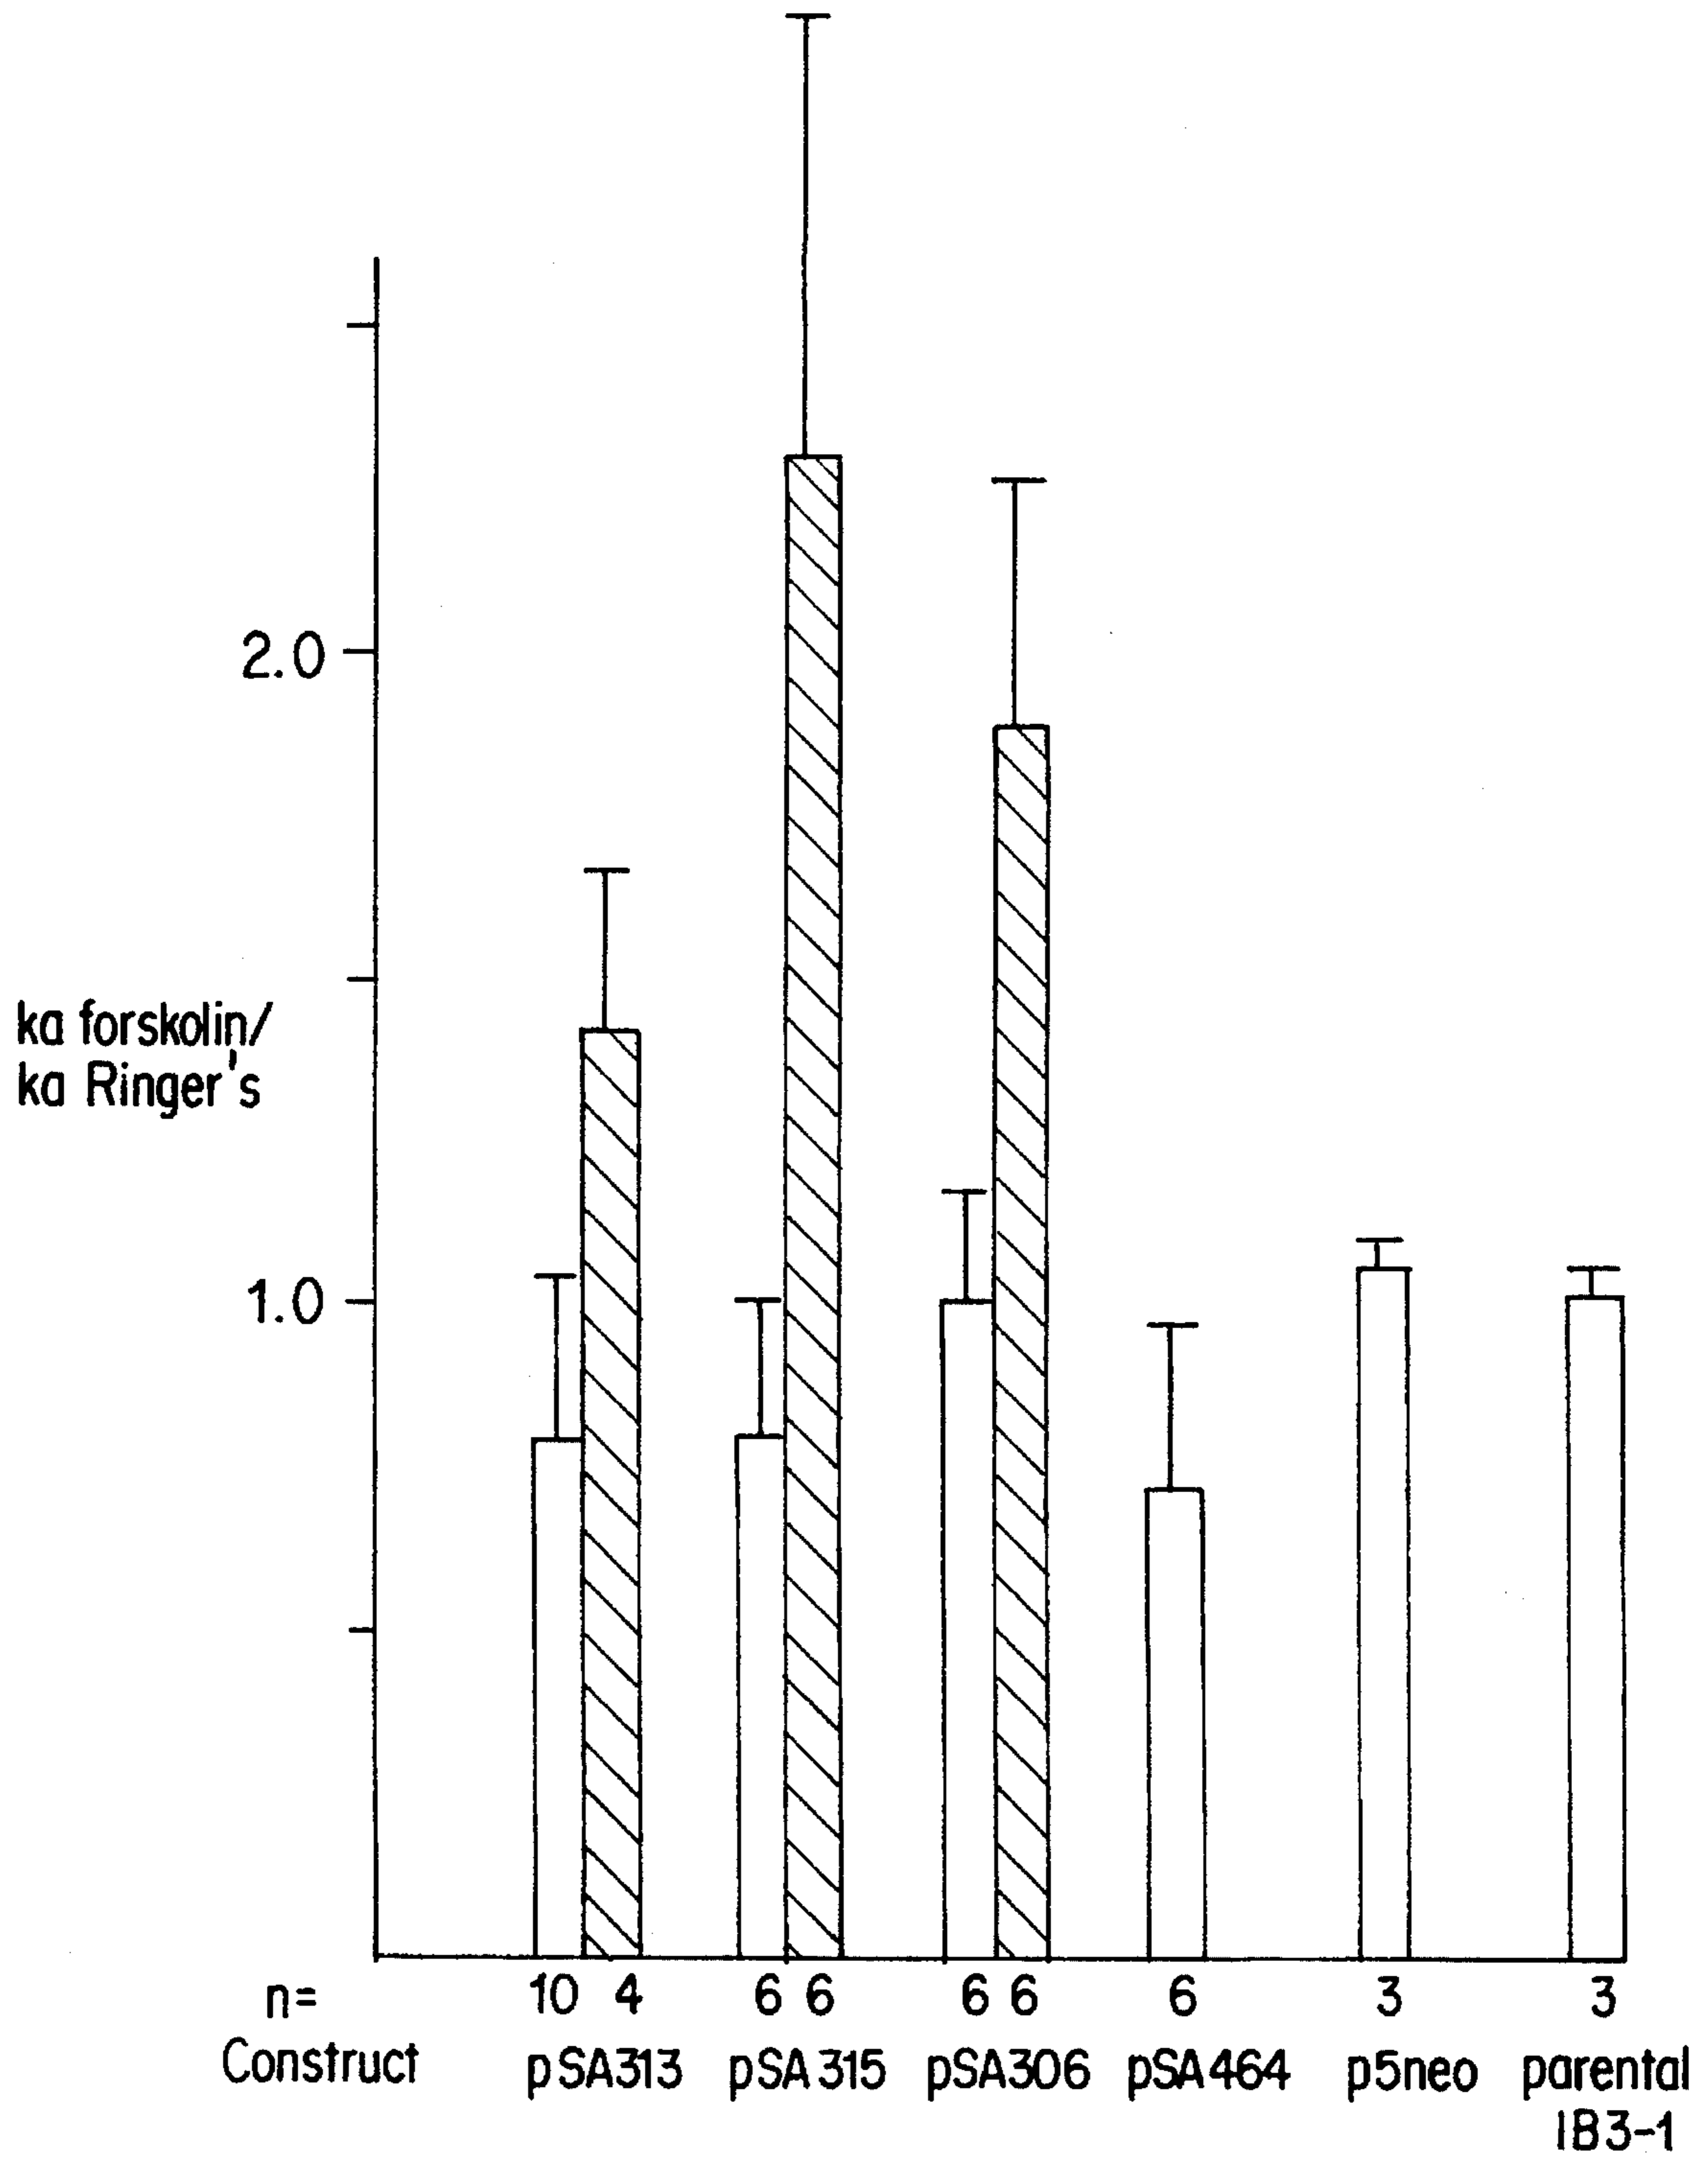 2.0
ka forskolin/
ka Ringer's
1.0
n= 10 4 6 6 6 6 6 3 3
Construct pSA313 pSA315 pSA306 pSA464 p5neo parental
IB3-1